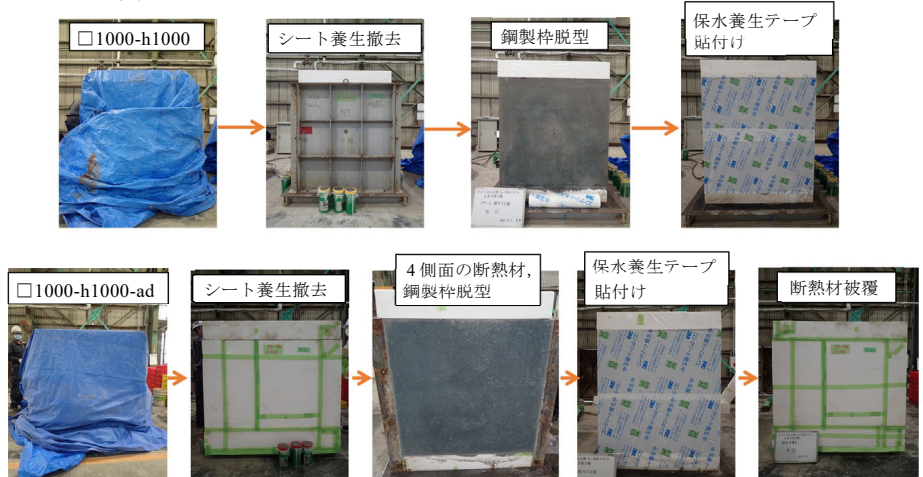 □1000-h1000
シート養生撤去
鋼製枠脱型
保水養生テープ
貼付け
□1000-h1000-ad
シート養生撤去
4側面の断熱材,
鋼製枠脱型
保水養生テープ
貼付け
断熱材被覆